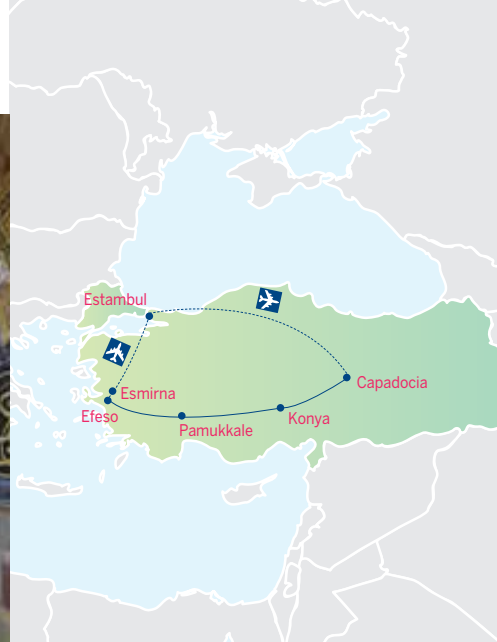 Estambul
Esmirna
Capadocia
Efeso
Konya
Pamukkale